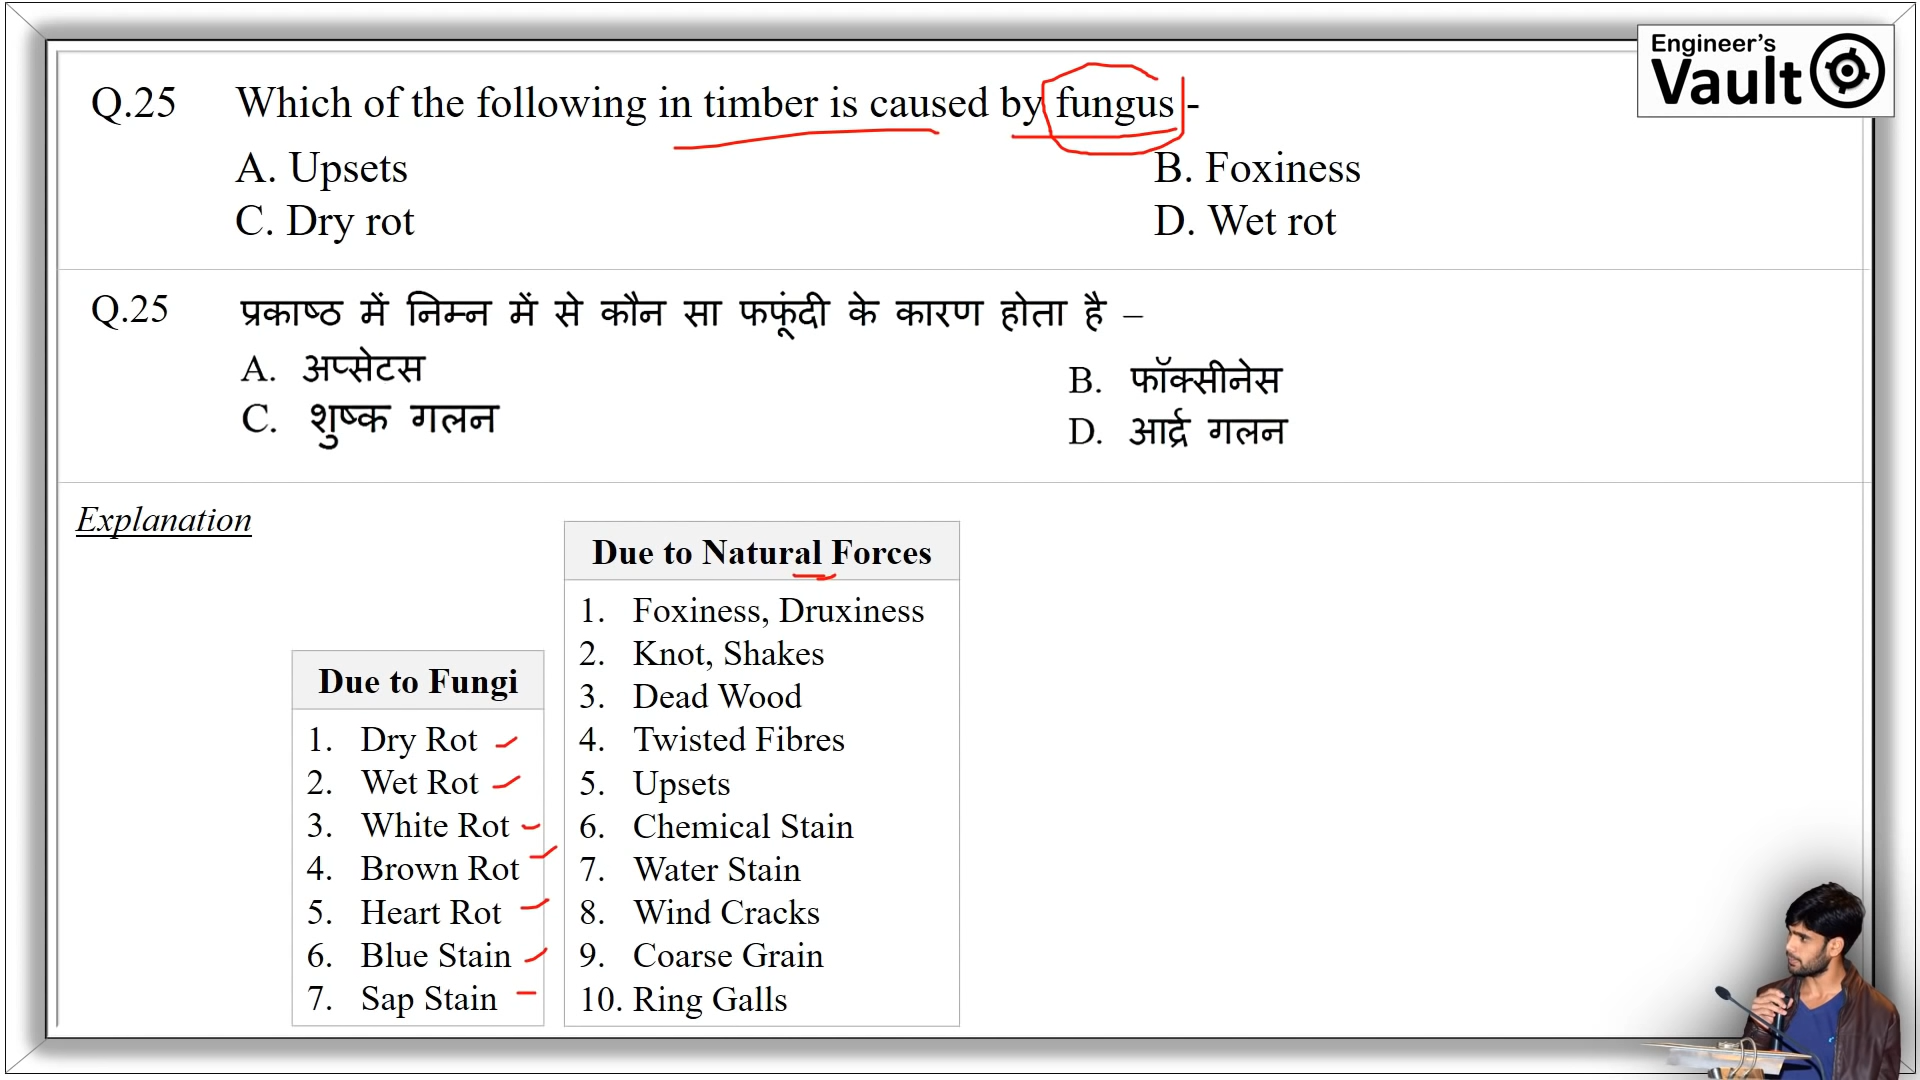 Engineer's
Vault
Q.25 Which of the following in timber is caused by fungus -
A. Upsets B. Foxiness
C. Dry rot D. Wet rot
Q.25 प्रकाष्ठ में निम्न में से कौन सा फफूंदी के कारण होता है –
A. अप्सेटस B. फॉक्सीनेस
C. शुष्क गलन D. आर्द्र गलन
Explanation
Due to Fungi
1. Dry Rot
2. Wet Rot
3. White Rot
4. Brown Rot
5. Heart Rot
6. Blue Stain
7. Sap Stain
Due to Natural Forces
1. Foxiness, Druxiness
2. Knot, Shakes
3. Dead Wood
4. Twisted Fibres
5. Upsets
6. Chemical Stain
7. Water Stain
8. Wind Cracks
9. Coarse Grain
10. Ring Galls